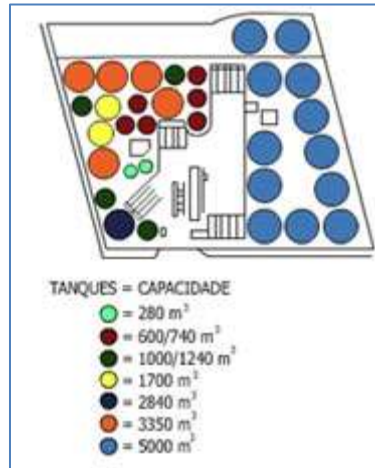 TANQUES = CAPACIDADE
= 280 m³
= 600/740 m³
= 1000/1240 m³
= 1700 m³
= 2840 m³
= 3350 m³
= 5000 m³